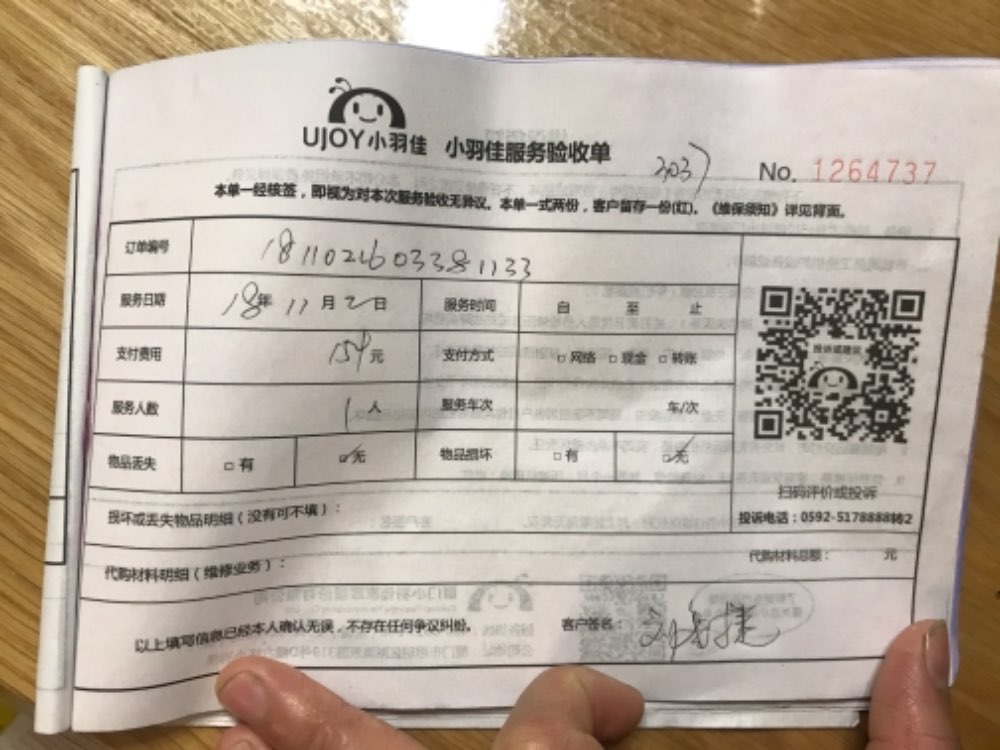 UJOY小羽佳 小羽佳服务验收单
3037 No. 1264737
本单一经核签，即视为对本次服务验收无异议。本单一式两份，客户留存一份(红)。《维保须知》详见背面。
订单编号 1811024603381133
服务日期 18年 11月 2日 服务时间 自 至 止
支付费用 154元 支付方式 □网络 □现金 □转账
服务人数 1人 服务车次 车/次
物品丢失 □有 ☑无 物品损坏 □有 ☑无
投诉或建议
扫码评价或投诉
投诉电话：0592-5178888转2
损坏或丢失物品明细（没有可不填）：
代购材料明细（维修业务）： 代购材料总额： 元
以上填写信息已经本人确认无误，不存在任何争议纠纷。 客户签名：